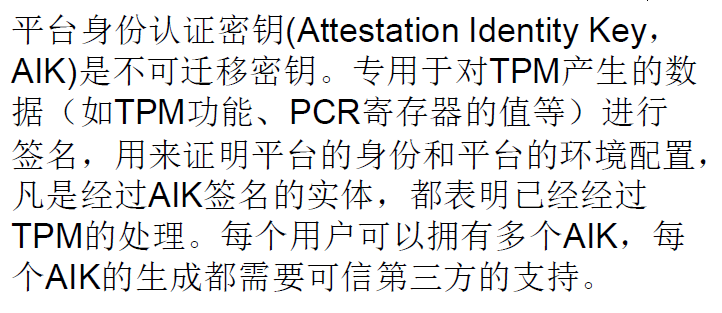 平台身份认证密钥(Attestation Identity Key，
AIK)是不可迁移密钥。专用于对TPM产生的数
据（如TPM功能、PCR寄存器的值等）进行
签名，用来证明平台的身份和平台的环境配置，
凡是经过AIK签名的实体，都表明已经经过
TPM的处理。每个用户可以拥有多个AIK，每
个AIK的生成都需要可信第三方的支持。